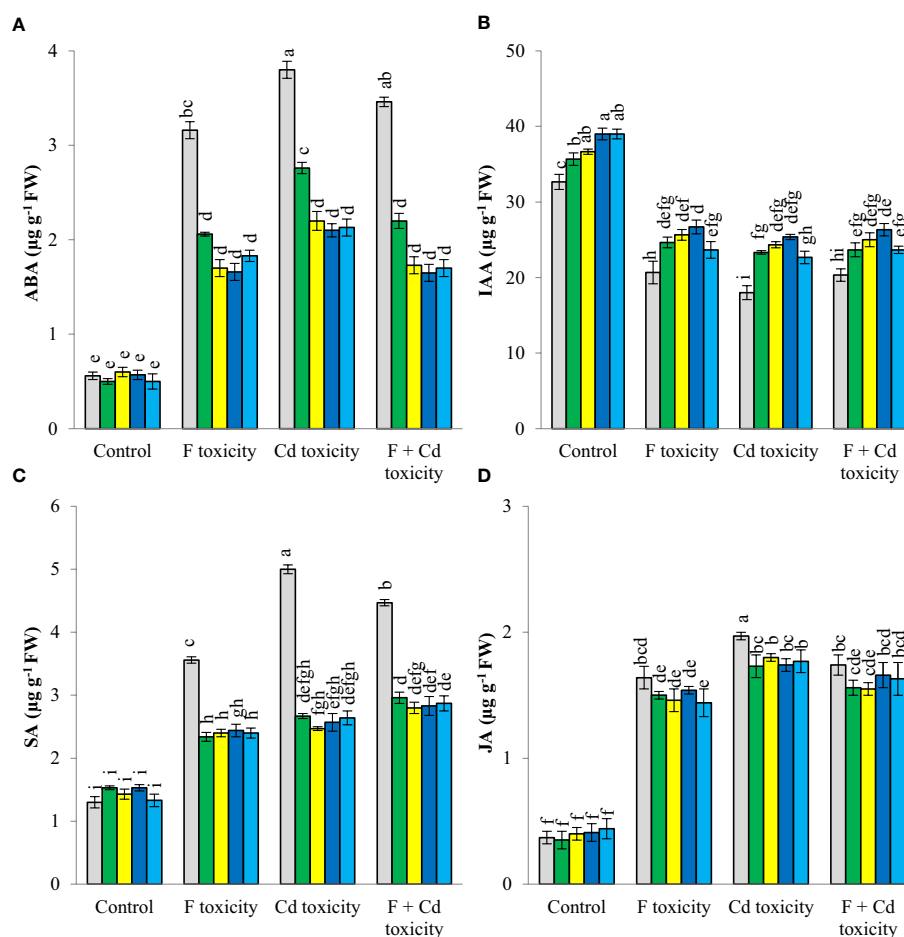 A
ABA (µg g⁻¹ FW)
4
3
2
1
0
e e e e e
bc d d d d
a c d d d
ab d d d d
Control F toxicity Cd toxicity F + Cd
toxicity
B
IAA (µg g⁻¹ FW)
50
40
30
20
10
0
c b ab a ab
h defg def d efg
i fg defg defg gh
hi efg defg de efg
Control F toxicity Cd toxicity F + Cd
toxicity
C
SA (µg g⁻¹ FW)
6
5
4
3
2
1
0
i i i i i
c h h gh h
a defgh fgh efgh defgh
b d defg def de
Control F toxicity Cd toxicity F + Cd
toxicity
D
JA (µg g⁻¹ FW)
3
2
1
0
f f f f f
bcd de de de e
a bc b bc b
bc cde cde bcd bcd
Control F toxicity Cd toxicity F + Cd
toxicity